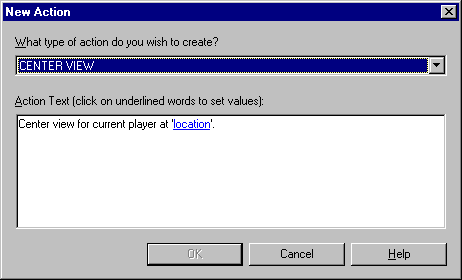 New Action
What type of action do you wish to create?
CENTER VIEW
Action Text (click on underlined words to set values):
Center view for current player at 'location'.
OK
Cancel
Help